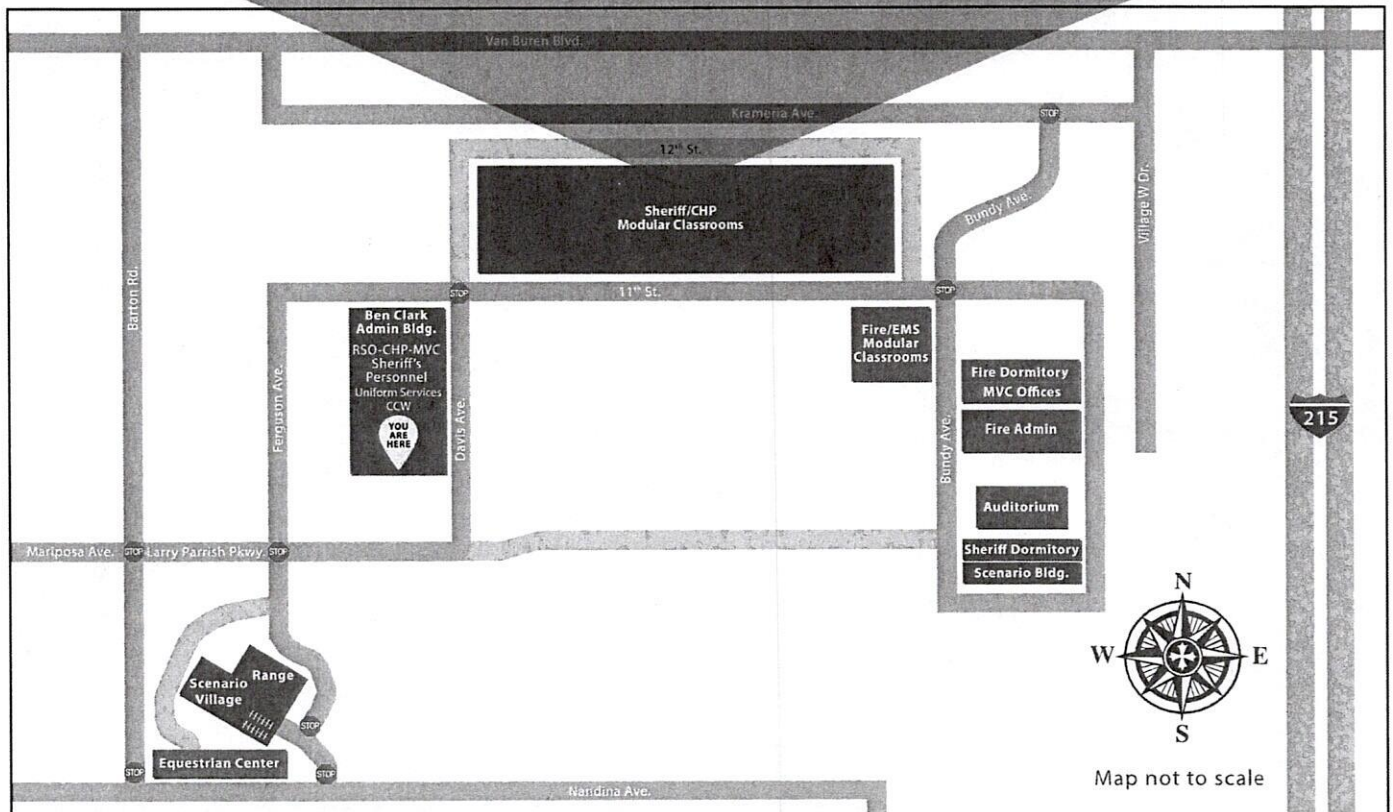 Van Buren Blvd.
Krameria Ave.
STOP
12th St.
Sheriff/CHP
Modular Classrooms
Bundy Ave.
Village W Dr.
Barton Rd.
STOP
11th St.
STOP
Ben Clark
Admin Bldg.
RSO-CHP-MVC
Sheriff's
Personnel
Uniform Services
CCW
YOU
ARE
HERE
Ferguson Ave.
Davis Ave.
Fire/EMS
Modular
Classrooms
Bundy Ave.
Fire Dormitory
MVC Offices
Fire Admin
Auditorium
Sheriff Dormitory
Scenario Bldg.
215
Mariposa Ave.
STOP
Larry Parrish Pkwy.
STOP
Scenario
Village
Range
STOP
Equestrian Center
STOP
STOP
Nandina Ave.
N
W
E
S
Map not to scale